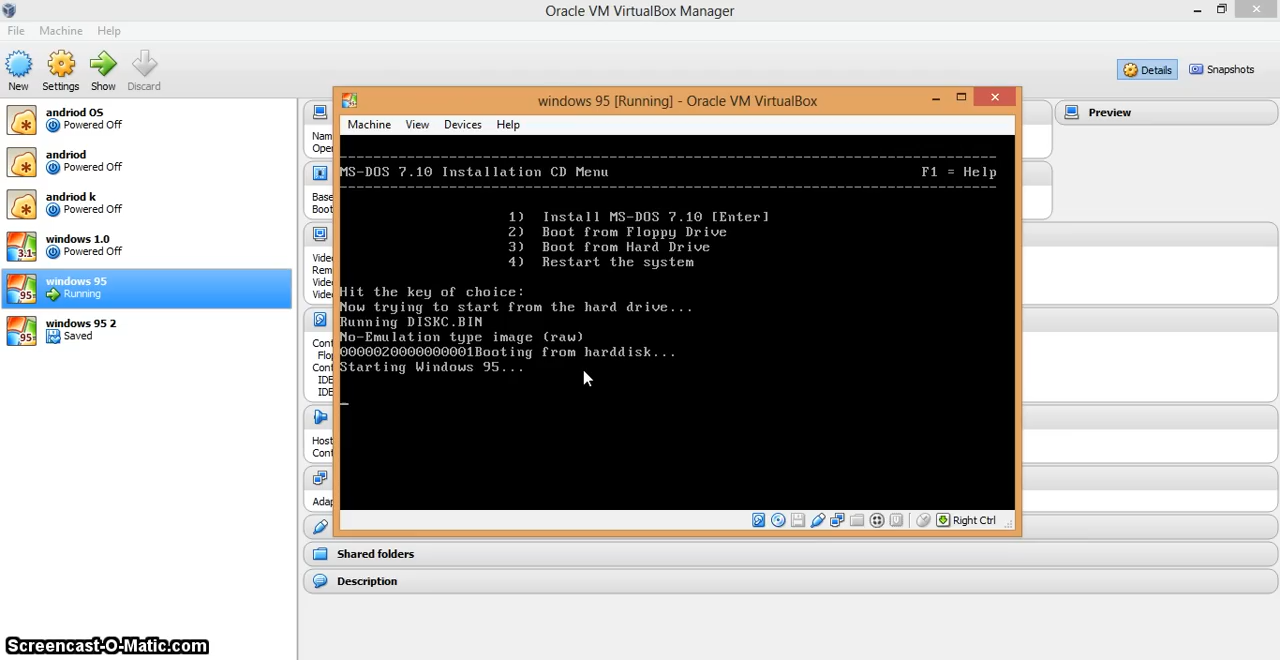 Oracle VM VirtualBox Manager
File Machine Help
New Settings Show Discard
Details Snapshots
andriod OS
Powered Off
andriod
Powered Off
andriod k
Powered Off
windows 1.0
Powered Off
windows 95
Running
windows 95 2
Saved
Preview
windows 95 [Running] - Oracle VM VirtualBox
Machine View Devices Help
MS-DOS 7.10 Installation CD Menu F1 = Help
1) Install MS-DOS 7.10 [Enter]
2) Boot from Floppy Drive
3) Boot from Hard Drive
4) Restart the system
Hit the key of choice:
Now trying to start from the hard drive...
Running DISKC.BIN
No-Emulation type image (raw)
0000020000000001Booting from harddisk...
Starting Windows 95...
Right Ctrl
Shared folders
Description
Screencast-O-Matic.com